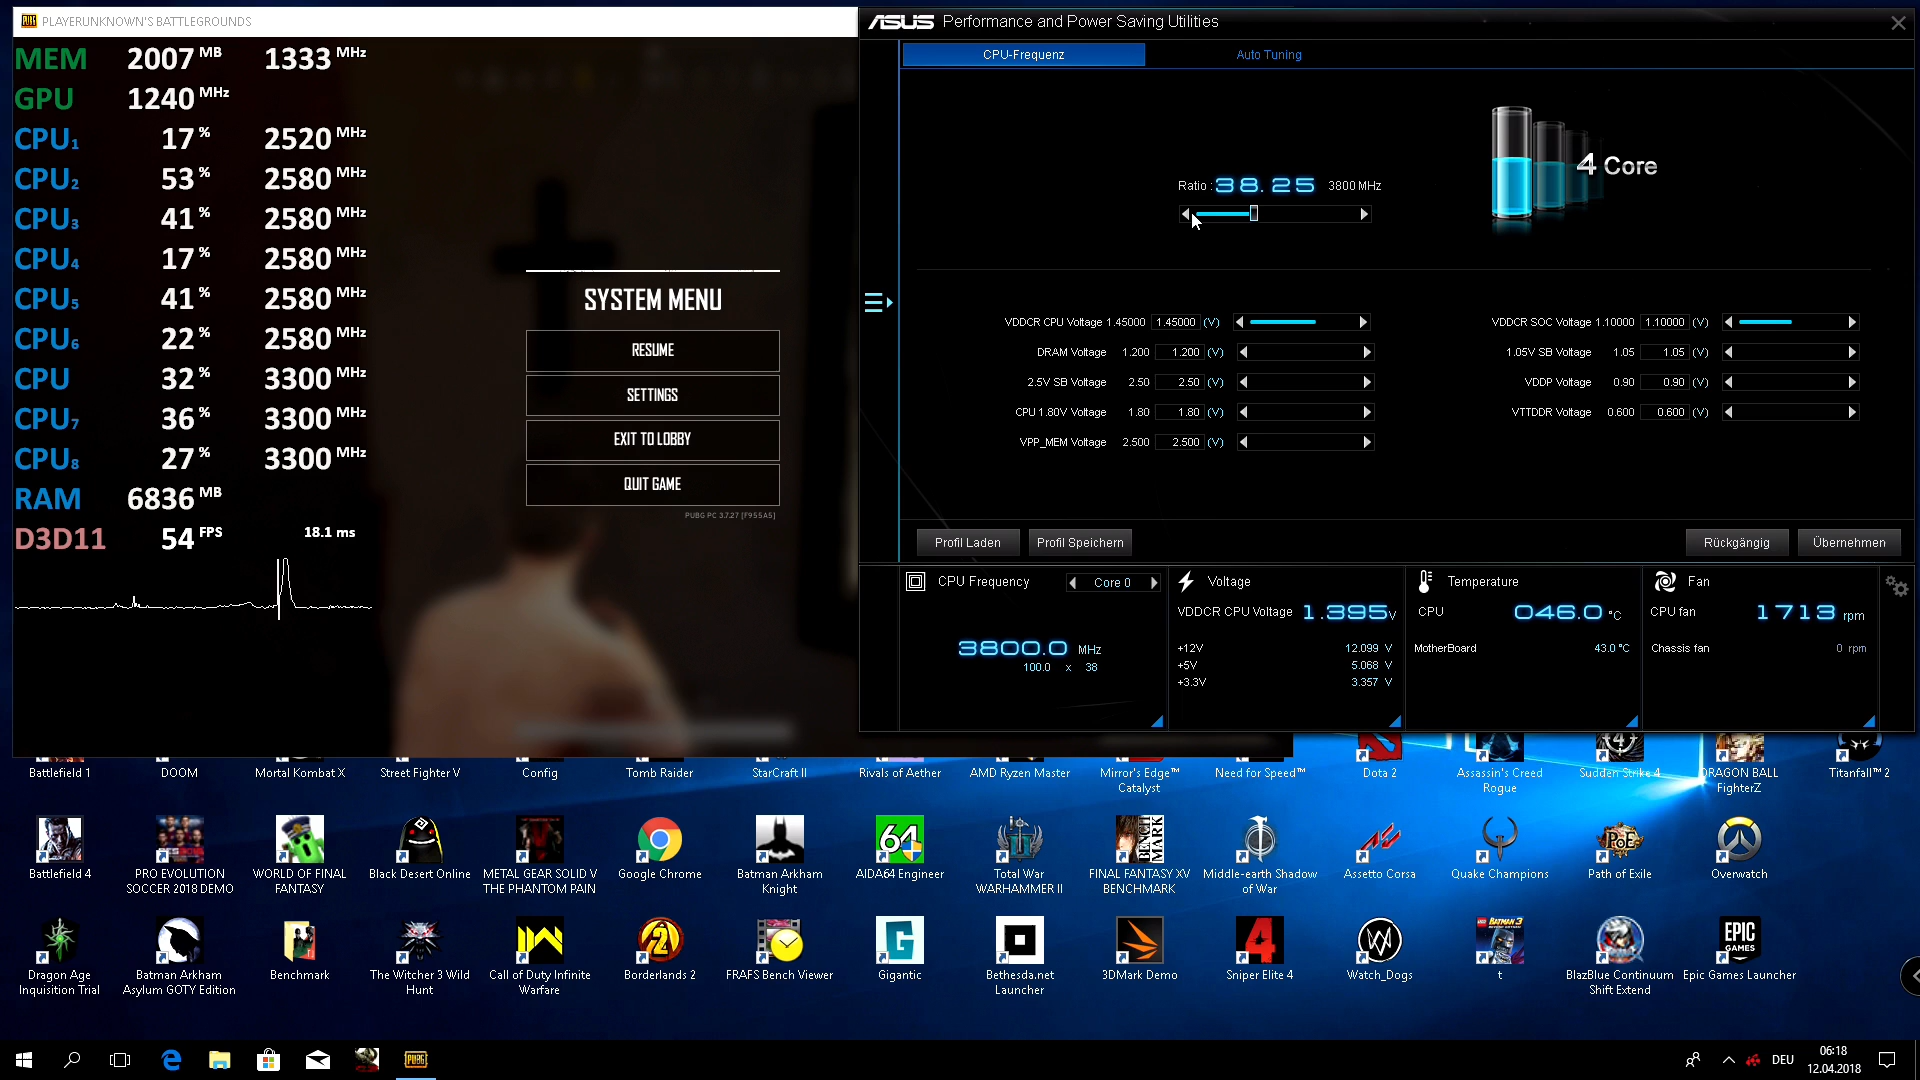 PLAYERUNKNOWN'S BATTLEGROUNDS
MEM 2007 MB 1333 MHz
GPU 1240 MHz
CPU1 17 % 2520 MHz
CPU2 53 % 2580 MHz
CPU3 41 % 2580 MHz
CPU4 17 % 2580 MHz
CPU5 41 % 2580 MHz
CPU6 22 % 2580 MHz
CPU 32 % 3300 MHz
CPU7 36 % 3300 MHz
CPU8 27 % 3300 MHz
RAM 6836 MB
D3D11 54 FPS 18.1 ms
SYSTEM MENU
RESUME
SETTINGS
EXIT TO LOBBY
QUIT GAME
PUBG PC 3.7.27 [F955A5]
ASUS Performance and Power Saving Utilities
CPU-Frequenz Auto Tuning
Ratio : 38.25 3800 MHz
4 Core
VDDCR CPU Voltage 1.45000 1.45000 (V)
DRAM Voltage 1.200 1.200 (V)
2.5V SB Voltage 2.50 2.50 (V)
CPU 1.80V Voltage 1.80 1.80 (V)
VPP_MEM Voltage 2.500 2.500 (V)
VDDCR SOC Voltage 1.10000 1.10000 (V)
1.05V SB Voltage 1.05 1.05 (V)
VDDP Voltage 0.90 0.90 (V)
VTTDDR Voltage 0.600 0.600 (V)
Profil Laden Profil Speichern Rückgängig Übernehmen
CPU Frequency Core 0
3800.0 MHz
100.0 x 38
Voltage
VDDCR CPU Voltage 1.395 V
+12V 12.099 V
+5V 5.068 V
+3.3V 3.357 V
Temperature
CPU 046.0 °C
MotherBoard 43.0 °C
Fan
CPU fan 1713 rpm
Chassis fan 0 rpm
Battlefield 1
DOOM
Mortal Kombat X
Street Fighter V
Config
Tomb Raider
StarCraft II
Rivals of Aether
AMD Ryzen Master
Mirror's Edge™
Catalyst
Need for Speed™
Dota 2
Assassin's Creed
Rogue
Sudden Strike 4
DRAGON BALL
FighterZ
Titanfall™ 2
Battlefield 4
PRO EVOLUTION
SOCCER 2018 DEMO
WORLD OF FINAL
FANTASY
Black Desert Online
METAL GEAR SOLID V
THE PHANTOM PAIN
Google Chrome
Batman Arkham
Knight
64
AIDA64 Engineer
Total War
WARHAMMER II
BENCH
MARK
FINAL FANTASY XV
BENCHMARK
Middle-earth Shadow
of War
Assetto Corsa
Quake Champions
PoE
Path of Exile
Overwatch
Dragon Age
Inquisition Trial
Batman Arkham
Asylum GOTY Edition
Benchmark
The Witcher 3 Wild
Hunt
Call of Duty Infinite
Warfare
2
Borderlands 2
FRAFS Bench Viewer
G
Gigantic
Bethesda.net
Launcher
3DMark Demo
4
Sniper Elite 4
Watch_Dogs
BATMAN 3
t
BlazBlue Continuum
Shift Extend
EPIC
GAMES
Epic Games Launcher
PUBG
DEU
06:18
12.04.2018